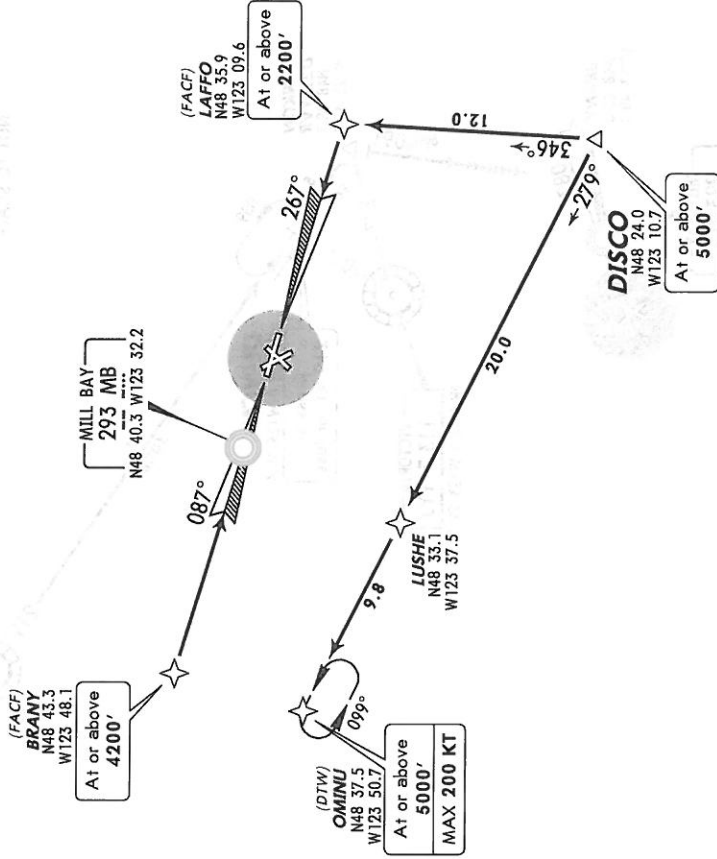 (FACF)
BRANY
N48 43.3
W123 48.1
At or above
4200'
MILL BAY
293 MB
N48 40.3 W123 32.2
087°
267°
(FACF)
LAFFO
N48 35.9
W123 09.6
At or above
2200'
12.0
346°
279°
DISCO
N48 24.0
W123 10.7
At or above
5000'
20.0
LUSHE
N48 33.1
W123 37.5
9.8
099°
(DTW)
OMINU
N48 37.5
W123 50.7
At or above
5000'
MAX 200 KT